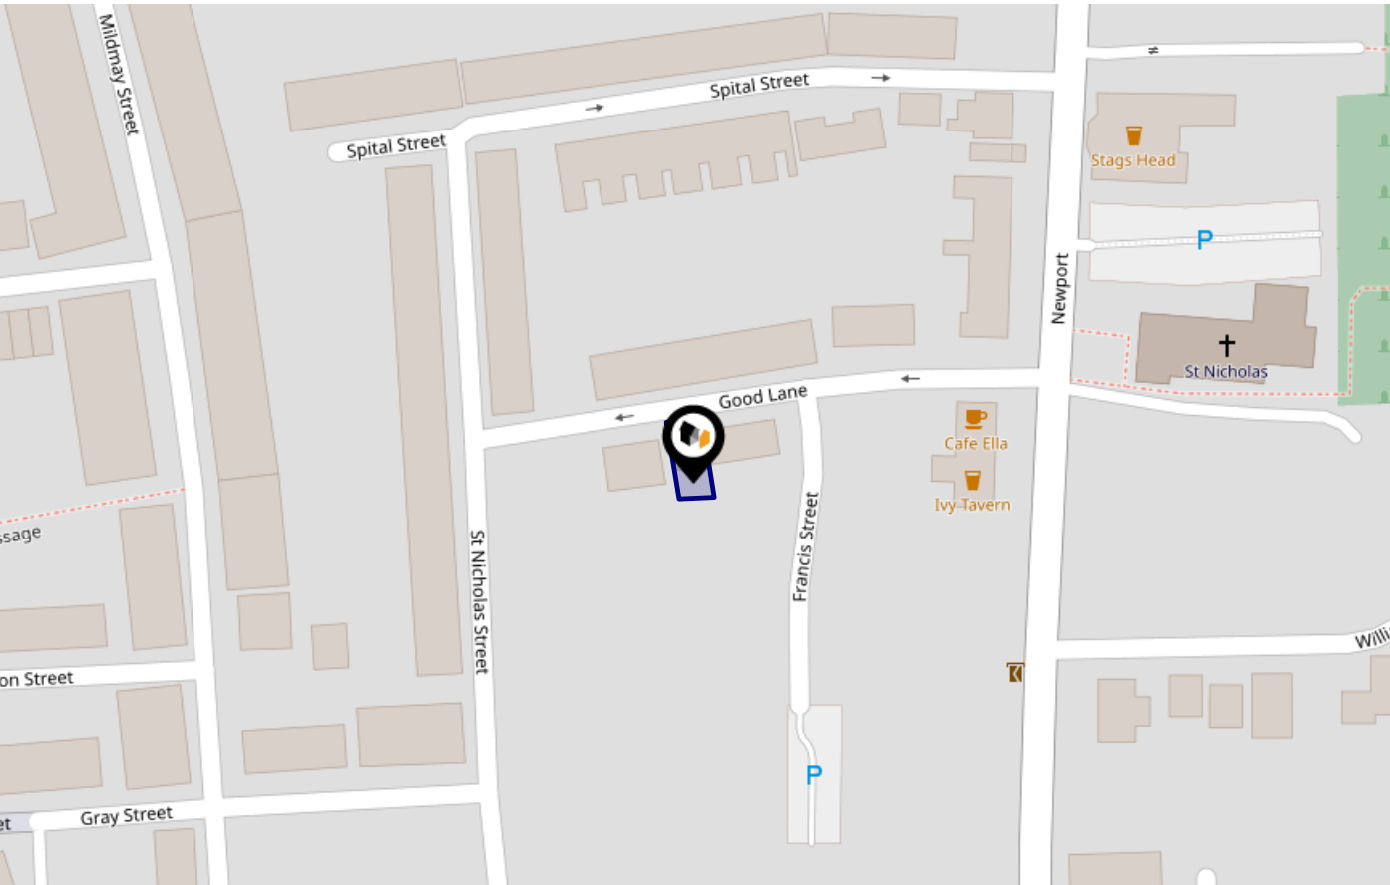 Mildmay Street
Spital Street
Spital Street
Stags Head
P
Newport
St Nicholas
Good Lane
Cafe Ella
Ivy Tavern
Francis Street
St Nicholas Street
ssage
on Street
Willi
P
Gray Street
et